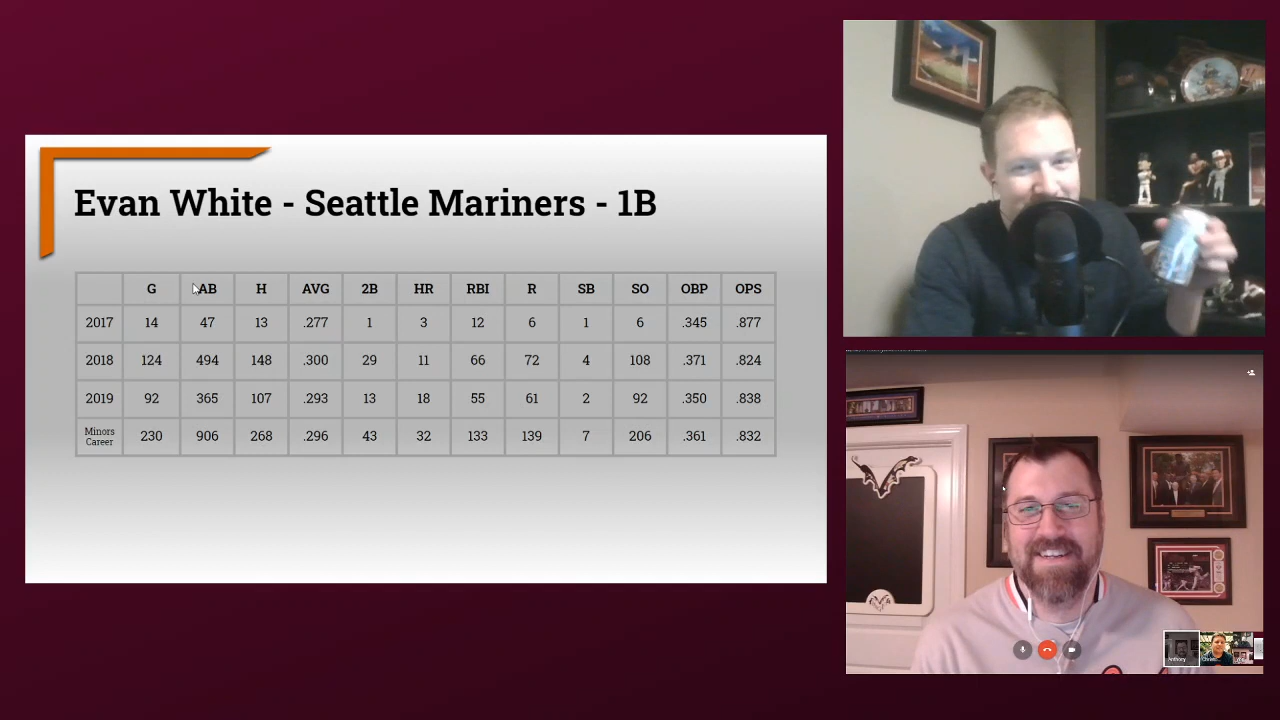 Evan White - Seattle Mariners - 1B
G AB H AVG 2B HR RBI R SB SO OBP OPS
2017 14 47 13 .277 1 3 12 6 1 6 .345 .877
2018 124 494 148 .300 29 11 66 72 4 108 .371 .824
2019 92 365 107 .293 13 18 55 61 2 92 .350 .838
Minors Career 230 906 268 .296 43 32 133 139 7 206 .361 .832
Anthony